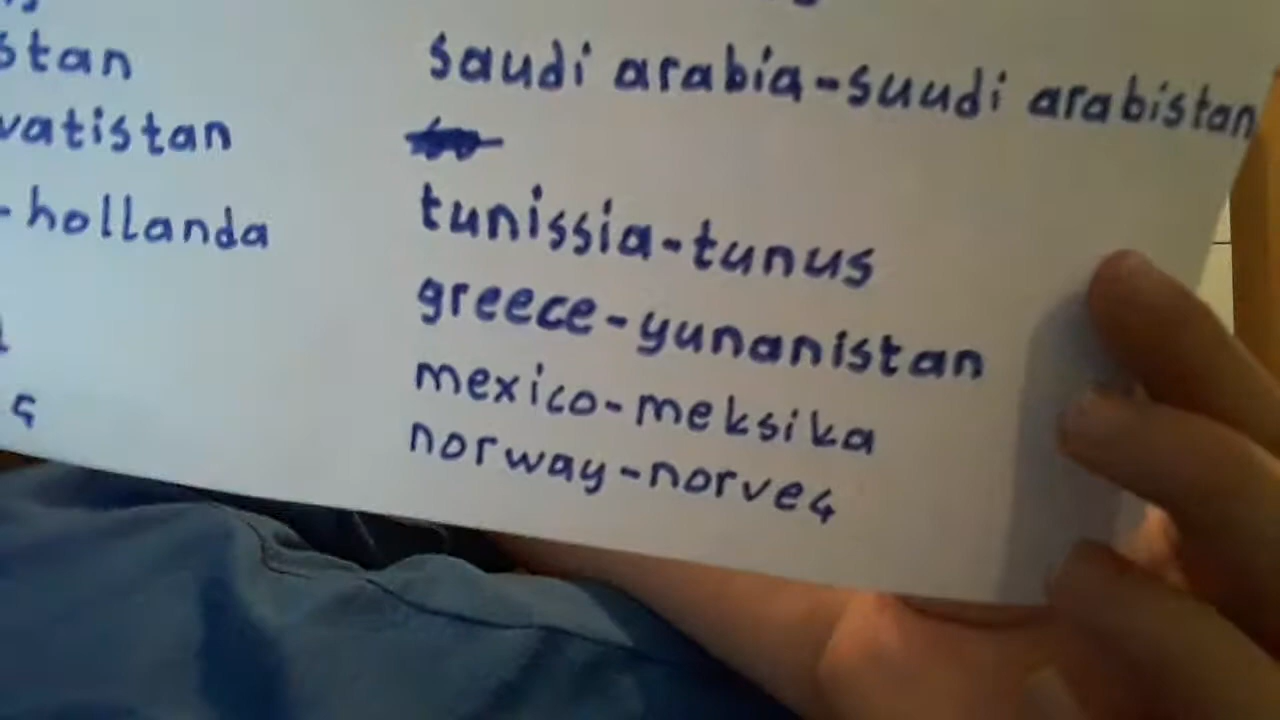 stan
vatistan
-hollanda
saudi arabia-suudi arabistan
tunissia-tunus
greece-yunanistan
mexico-meksika
norway-norveç